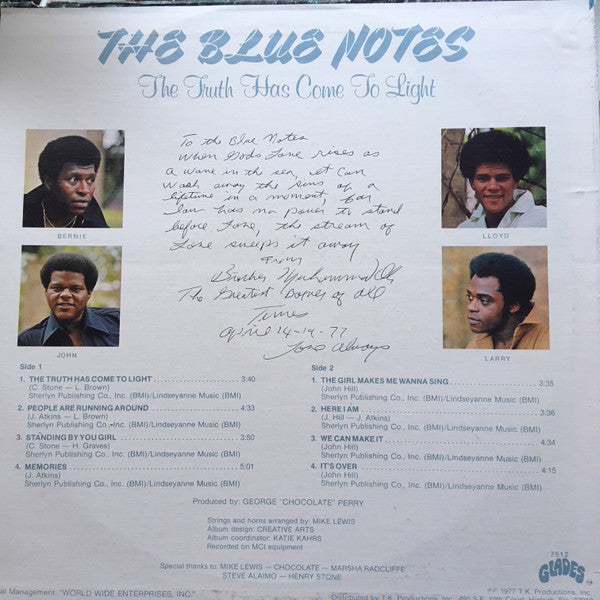 THE BLUE NOTES
The Truth Has Come To Light
To the Blue Notes
When Gods Love rises as
a wave in the sea, it can
wash away the sins of a
lifetime in a moment, for
law has no power to stand
before Love, the stream of
Love sweeps it away
From
Brother Muhammad Ali
The Greatest Boxer of all
Times
April 14-19-77
Love always
BERNIE
LLOYD
JOHN
LARRY
Side 1
1. THE TRUTH HAS COME TO LIGHT 3:40
(C. Stone — L. Brown)
Sherlyn Publishing Co., Inc. (BMI)/Lindseyanne Music (BMI)
2. PEOPLE ARE RUNNING AROUND 4:33
(J. Atkins — L. Brown)
Sherlyn Publishing Co., Inc. (BMI)/Lindseyanne Music (BMI)
3. STANDING BY YOU GIRL 3:50
(C. Stone — H. Graves)
Sherlyn Publishing Co., Inc. (BMI)/Lindseyanne Music (BMI)
4. MEMORIES 5:01
(J. Atkins)
Sherlyn Publishing Co., Inc. (BMI)/Lindseyanne Music (BMI)
Side 2
1. THE GIRL MAKES ME WANNA SING 3:35
(John Hill)
Sherlyn Publishing Co., Inc. (BMI)/Lindseyanne Music (BMI)
2. HERE I AM 3:36
(J. Hill — J. Atkins)
Sherlyn Publishing Co., Inc. (BMI)/Lindseyanne Music (BMI)
3. WE CAN MAKE IT 4:34
(John Hill)
Sherlyn Publishing Co., Inc. (BMI)/Lindseyanne Music (BMI)
4. IT'S OVER 4:15
(John Hill)
Sherlyn Publishing Co., Inc. (BMI)/Lindseyanne Music (BMI)
Produced by: GEORGE "CHOCOLATE" PERRY
Strings and horns arranged by: MIKE LEWIS
Album design: CREATIVE ARTS
Album coordinator: KATIE KAHRS
Recorded on MCI equipment
Special thanks to: MIKE LEWIS — CHOCOLATE — MARSHA RADCLIFFE
STEVE ALAIMO — HENRY STONE
7512
GLADES
Management: "WORLD WIDE ENTERPRISES, INC."
℗© 1977 T.K. Productions, Inc.
Distributed by T.K. Productions, Inc., 495 S.E. 10th Court, Hialeah,